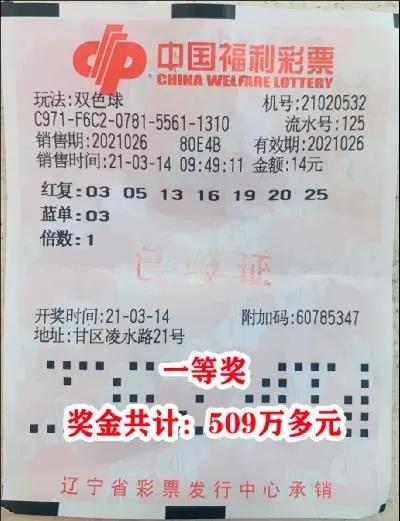 中国福利彩票
CHINA WELFARE LOTTERY
玩法:双色球 机号:21020532
C971-F6C2-0781-5561-1310 流水号:125
销售期:2021026 80E4B 有效期:2021026
销售时间:21-03-14 09:49:11 金额:14元
红复:03 05 13 16 19 20 25
蓝单:03
倍数:1
已 验 证
开奖时间:21-03-14 附加码:60785347
地址:甘区凌水路21号
一等奖
奖金共计：509万多元
辽宁省彩票发行中心承销